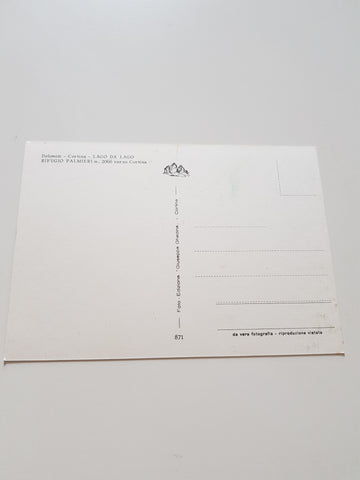 Dolomiti - Cortina - LAGO DA LAGO
RIFUGIO PALMIERI m. 2066 verso Cortina
Foto Edizione "Giuseppe Ghedina" - Cortina
871
da vera fotografia - riproduzione vietata